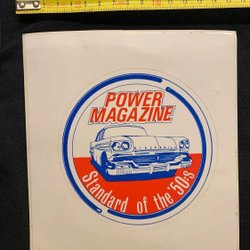 POWER
MAGAZINE
Standard of the '50-s